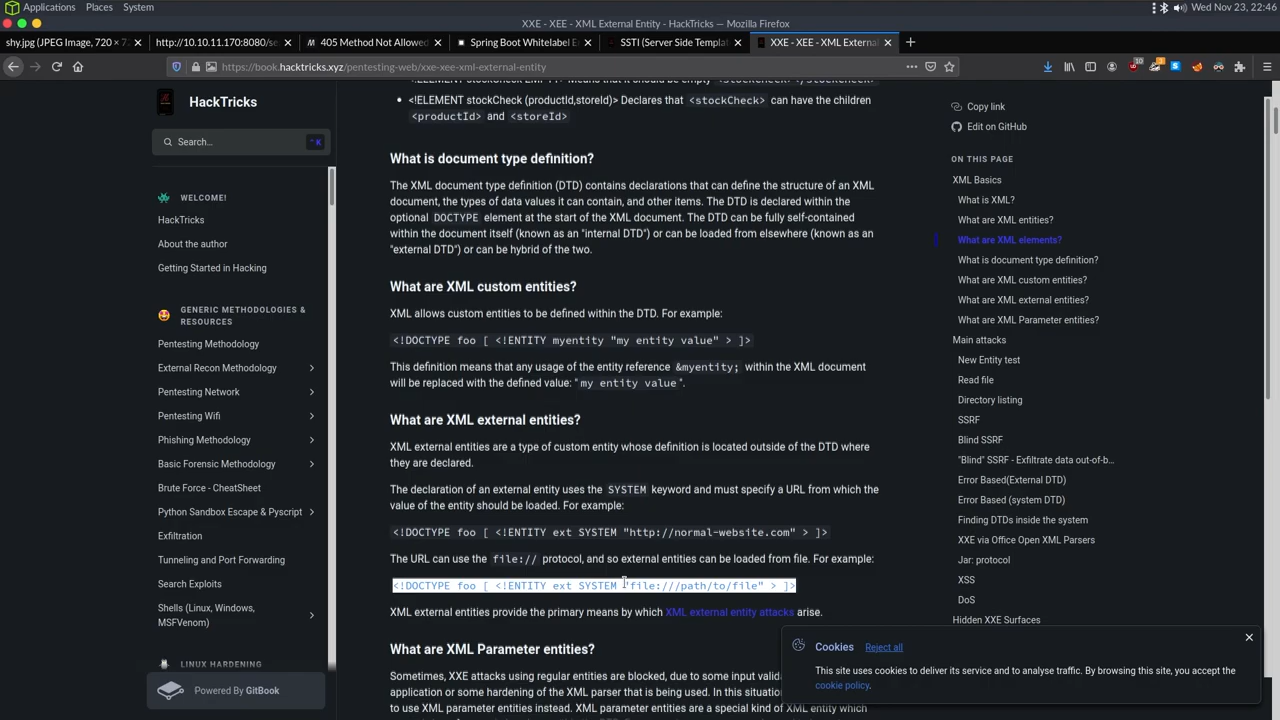 Applications Places System
Wed Nov 23, 22:46
XXE - XEE - XML External Entity - HackTricks — Mozilla Firefox
shy.jpg (JPEG Image, 720 × 7
http://10.10.11.170:8080/se
405 Method Not Allowed
Spring Boot Whitelabel E
SSTI (Server Side Templat
XXE - XEE - XML External
https://book.hacktricks.xyz/pentesting-web/xxe-xee-xml-external-entity
HackTricks
Search...
WELCOME!
HackTricks
About the author
Getting Started in Hacking
GENERIC METHODOLOGIES &
RESOURCES
Pentesting Methodology
External Recon Methodology
Pentesting Network
Pentesting Wifi
Phishing Methodology
Basic Forensic Methodology
Brute Force - CheatSheet
Python Sandbox Escape & Pyscript
Exfiltration
Tunneling and Port Forwarding
Search Exploits
Shells (Linux, Windows,
MSFVenom)
LINUX HARDENING
Powered By GitBook
<!ELEMENT stockCheck (productId,storeId)> Declares that <stockCheck> can have the children
<productId> and <storeId>
What is document type definition?
The XML document type definition (DTD) contains declarations that can define the structure of an XML
document, the types of data values it can contain, and other items. The DTD is declared within the
optional DOCTYPE element at the start of the XML document. The DTD can be fully self-contained
within the document itself (known as an "internal DTD") or can be loaded from elsewhere (known as an
"external DTD") or can be hybrid of the two.
What are XML custom entities?
XML allows custom entities to be defined within the DTD. For example:
<!DOCTYPE foo [ <!ENTITY myentity "my entity value" > ]>
This definition means that any usage of the entity reference &myentity; within the XML document
will be replaced with the defined value: "my entity value".
What are XML external entities?
XML external entities are a type of custom entity whose definition is located outside of the DTD where
they are declared.
The declaration of an external entity uses the SYSTEM keyword and must specify a URL from which the
value of the entity should be loaded. For example:
<!DOCTYPE foo [ <!ENTITY ext SYSTEM "http://normal-website.com" > ]>
The URL can use the file:// protocol, and so external entities can be loaded from file. For example:
<!DOCTYPE foo [ <!ENTITY ext SYSTEM "file:///path/to/file" > ]>
XML external entities provide the primary means by which XML external entity attacks arise.
What are XML Parameter entities?
Sometimes, XXE attacks using regular entities are blocked, due to some input valid
application or some hardening of the XML parser that is being used. In this situation
to use XML parameter entities instead. XML parameter entities are a special kind of XML entity which
Copy link
Edit on GitHub
ON THIS PAGE
XML Basics
What is XML?
What are XML entities?
What are XML elements?
What is document type definition?
What are XML custom entities?
What are XML external entities?
What are XML Parameter entities?
Main attacks
New Entity test
Read file
Directory listing
SSRF
Blind SSRF
"Blind" SSRF - Exfiltrate data out-of-b...
Error Based(External DTD)
Error Based (system DTD)
Finding DTDs inside the system
XXE via Office Open XML Parsers
Jar: protocol
XSS
DoS
Hidden XXE Surfaces
Cookies Reject all
This site uses cookies to deliver its service and to analyse traffic. By browsing this site, you accept the
cookie policy.